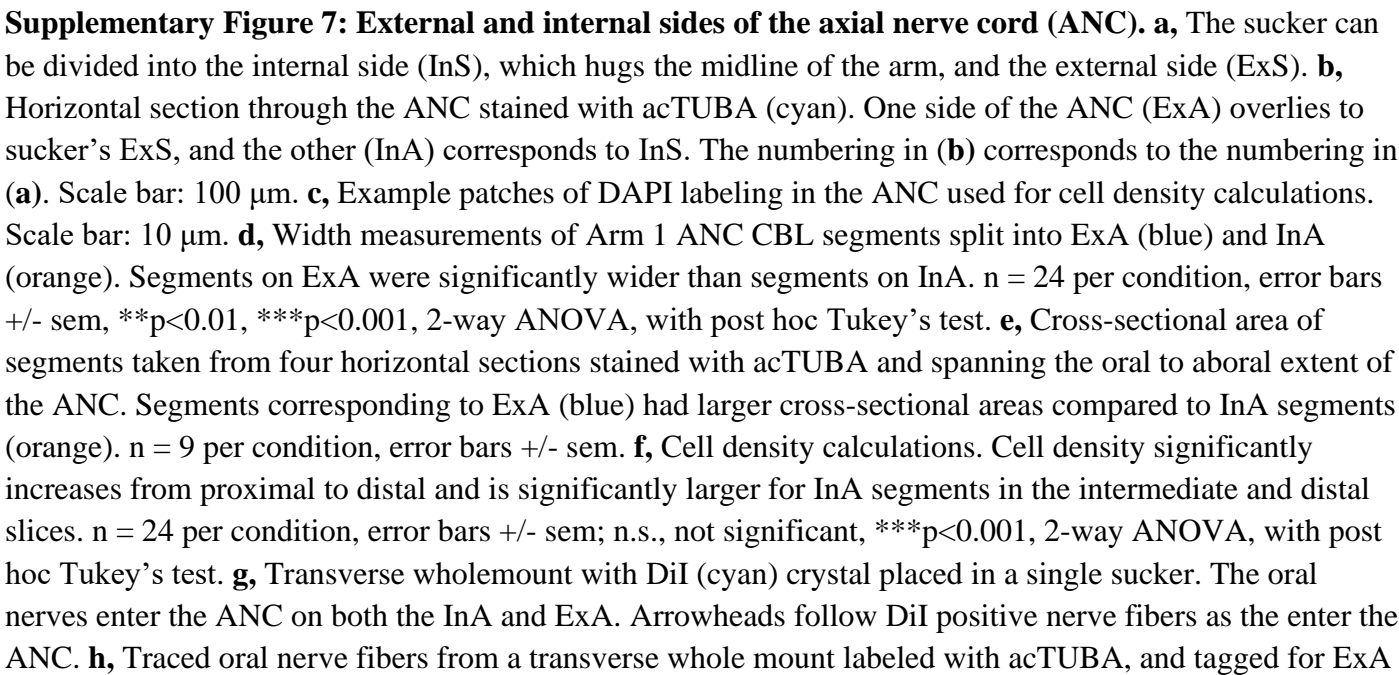 Supplementary Figure 7: External and internal sides of the axial nerve cord (ANC). a, The sucker can
be divided into the internal side (InS), which hugs the midline of the arm, and the external side (ExS). b,
Horizontal section through the ANC stained with acTUBA (cyan). One side of the ANC (ExA) overlies to
sucker’s ExS, and the other (InA) corresponds to InS. The numbering in (b) corresponds to the numbering in
(a). Scale bar: 100 μm. c, Example patches of DAPI labeling in the ANC used for cell density calculations.
Scale bar: 10 μm. d, Width measurements of Arm 1 ANC CBL segments split into ExA (blue) and InA
(orange). Segments on ExA were significantly wider than segments on InA. n = 24 per condition, error bars
+/- sem, **p<0.01, ***p<0.001, 2-way ANOVA, with post hoc Tukey’s test. e, Cross-sectional area of
segments taken from four horizontal sections stained with acTUBA and spanning the oral to aboral extent of
the ANC. Segments corresponding to ExA (blue) had larger cross-sectional areas compared to InA segments
(orange). n = 9 per condition, error bars +/- sem. f, Cell density calculations. Cell density significantly
increases from proximal to distal and is significantly larger for InA segments in the intermediate and distal
slices. n = 24 per condition, error bars +/- sem; n.s., not significant, ***p<0.001, 2-way ANOVA, with post
hoc Tukey’s test. g, Transverse wholemount with DiI (cyan) crystal placed in a single sucker. The oral
nerves enter the ANC on both the InA and ExA. Arrowheads follow DiI positive nerve fibers as the enter the
ANC. h, Traced oral nerve fibers from a transverse whole mount labeled with acTUBA, and tagged for ExA